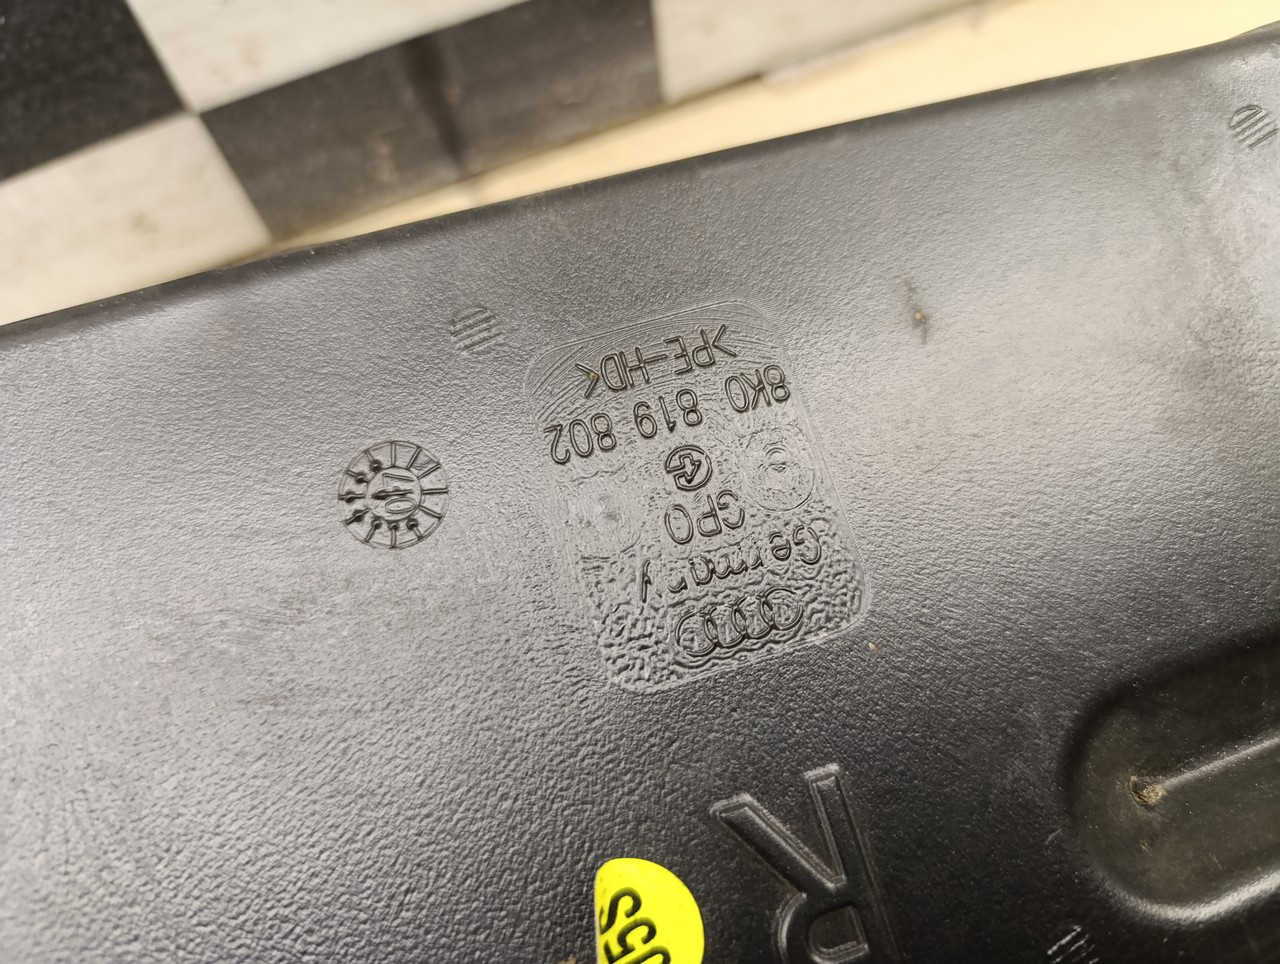 Germany
GPO
8K0 819 802
>PE-HD<
R